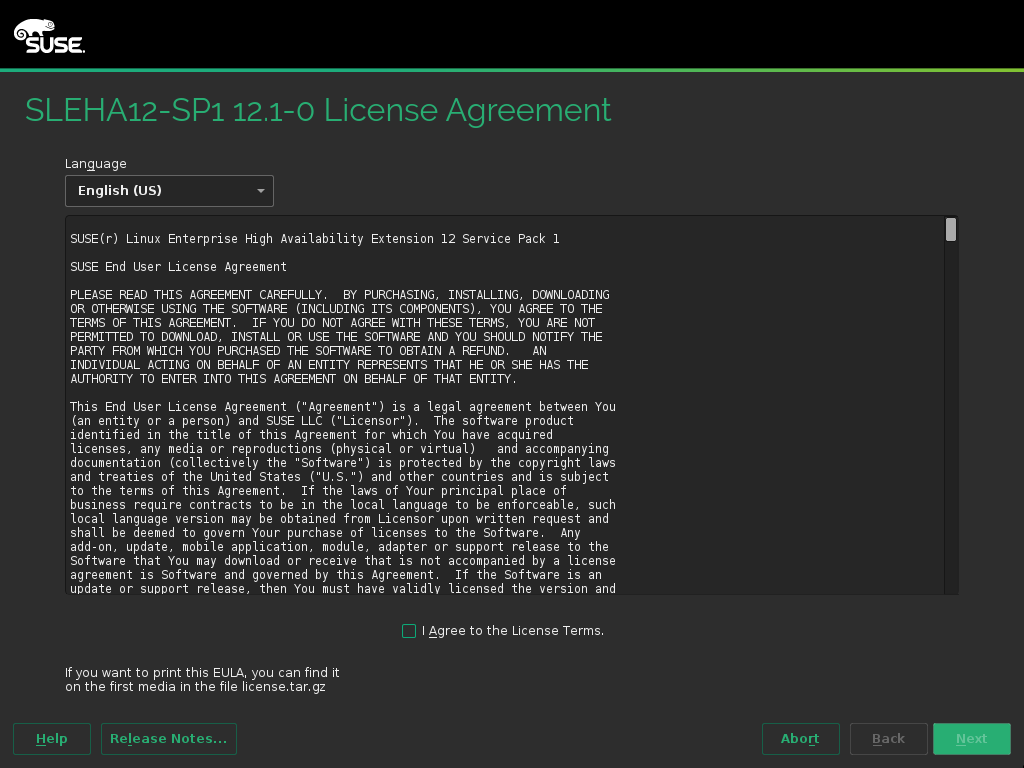 SUSE
SLEHA12-SP1 12.1-0 License Agreement
Language
English (US)
SUSE(r) Linux Enterprise High Availability Extension 12 Service Pack 1
SUSE End User License Agreement
PLEASE READ THIS AGREEMENT CAREFULLY.  BY PURCHASING, INSTALLING, DOWNLOADING
OR OTHERWISE USING THE SOFTWARE (INCLUDING ITS COMPONENTS), YOU AGREE TO THE
TERMS OF THIS AGREEMENT.  IF YOU DO NOT AGREE WITH THESE TERMS, YOU ARE NOT
PERMITTED TO DOWNLOAD, INSTALL OR USE THE SOFTWARE AND YOU SHOULD NOTIFY THE
PARTY FROM WHICH YOU PURCHASED THE SOFTWARE TO OBTAIN A REFUND.   AN
INDIVIDUAL ACTING ON BEHALF OF AN ENTITY REPRESENTS THAT HE OR SHE HAS THE
AUTHORITY TO ENTER INTO THIS AGREEMENT ON BEHALF OF THAT ENTITY.
This End User License Agreement ("Agreement") is a legal agreement between You
(an entity or a person) and SUSE LLC ("Licensor").  The software product
identified in the title of this Agreement for which You have acquired
licenses, any media or reproductions (physical or virtual)   and accompanying
documentation (collectively the "Software") is protected by the copyright laws
and treaties of the United States ("U.S.") and other countries and is subject
to the terms of this Agreement.  If the laws of Your principal place of
business require contracts to be in the local language to be enforceable, such
local language version may be obtained from Licensor upon written request and
shall be deemed to govern Your purchase of licenses to the Software.  Any
add-on, update, mobile application, module, adapter or support release to the
Software that You may download or receive that is not accompanied by a license
agreement is Software and governed by this Agreement.  If the Software is an
update or support release, then You must have validly licensed the version and
I Agree to the License Terms.
If you want to print this EULA, you can find it
on the first media in the file license.tar.gz
Help
Release Notes...
Abort
Back
Next